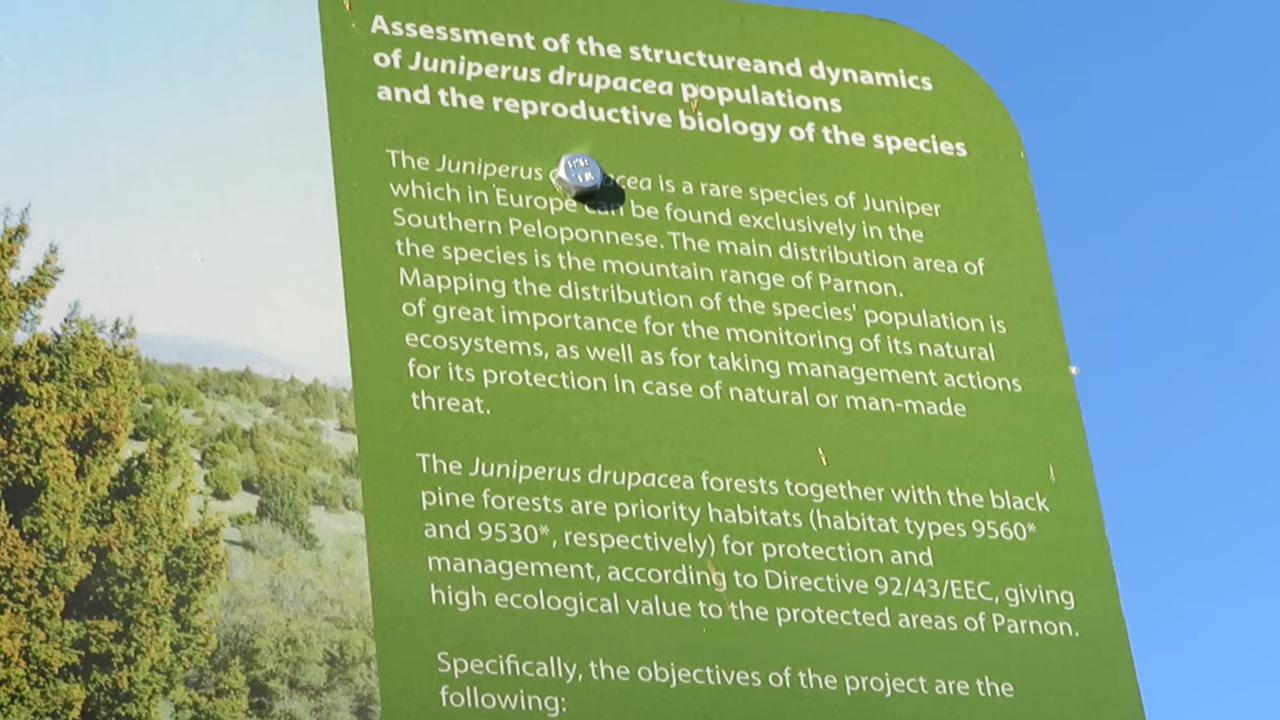 Assessment of the structureand dynamics
of Juniperus drupacea populations
and the reproductive biology of the species
The Juniperus acea is a rare species of Juniper
which in Europe can be found exclusively in the
Southern Peloponnese. The main distribution area of
the species is the mountain range of Parnon.
Mapping the distribution of the species' population is
of great importance for the monitoring of its natural
ecosystems, as well as for taking management actions
for its protection in case of natural or man-made
threat.
The Juniperus drupacea forests together with the black
pine forests are priority habitats (habitat types 9560*
and 9530*, respectively) for protection and
management, according to Directive 92/43/EEC, giving
high ecological value to the protected areas of Parnon.
Specifically, the objectives of the project are the
following: